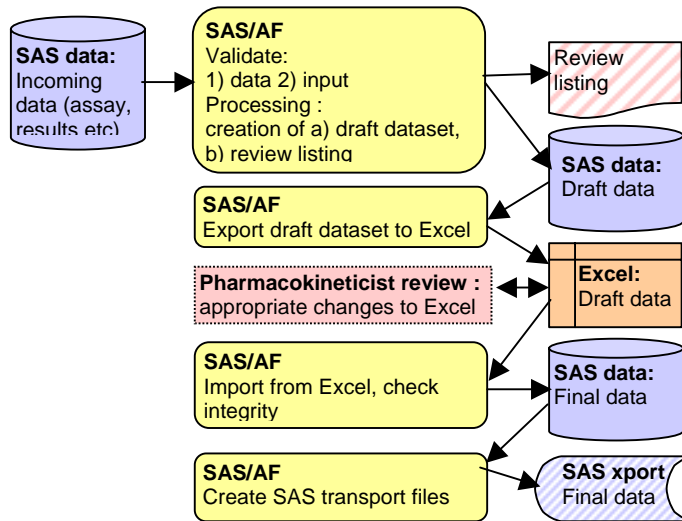 SAS data:
Incoming
data (assay,
results etc)
SAS/AF
Validate:
1) data 2) input
Processing :
creation of a) draft dataset,
b) review listing
Review
listing
SAS data:
Draft data
SAS/AF
Export draft dataset to Excel
Excel:
Draft data
Pharmacokineticist review :
appropriate changes to Excel
SAS/AF
Import from Excel, check
integrity
SAS data:
Final data
SAS/AF
Create SAS transport files
SAS xport
Final data